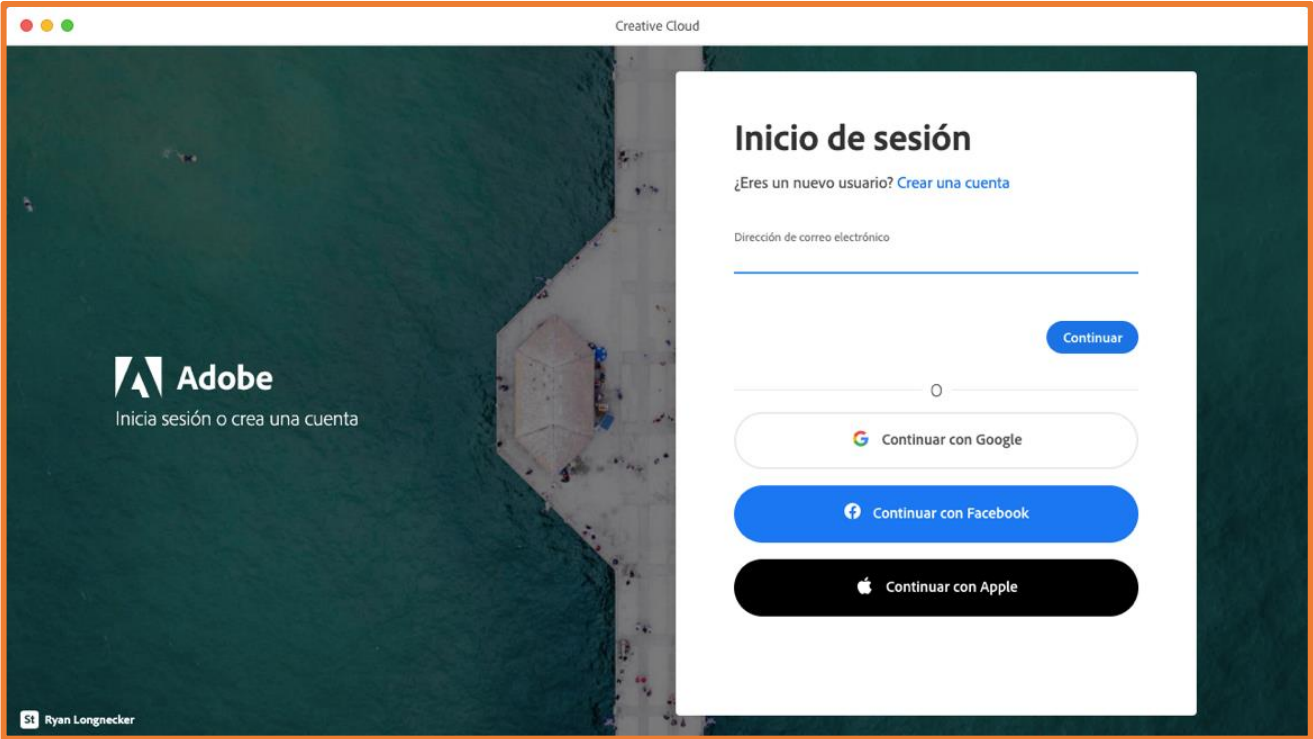 Creative Cloud
Inicio de sesión
¿Eres un nuevo usuario? Crear una cuenta
Dirección de correo electrónico
Continuar
O
Continuar con Google
Continuar con Facebook
Continuar con Apple
Adobe
Inicia sesión o crea una cuenta
St Ryan Longnecker